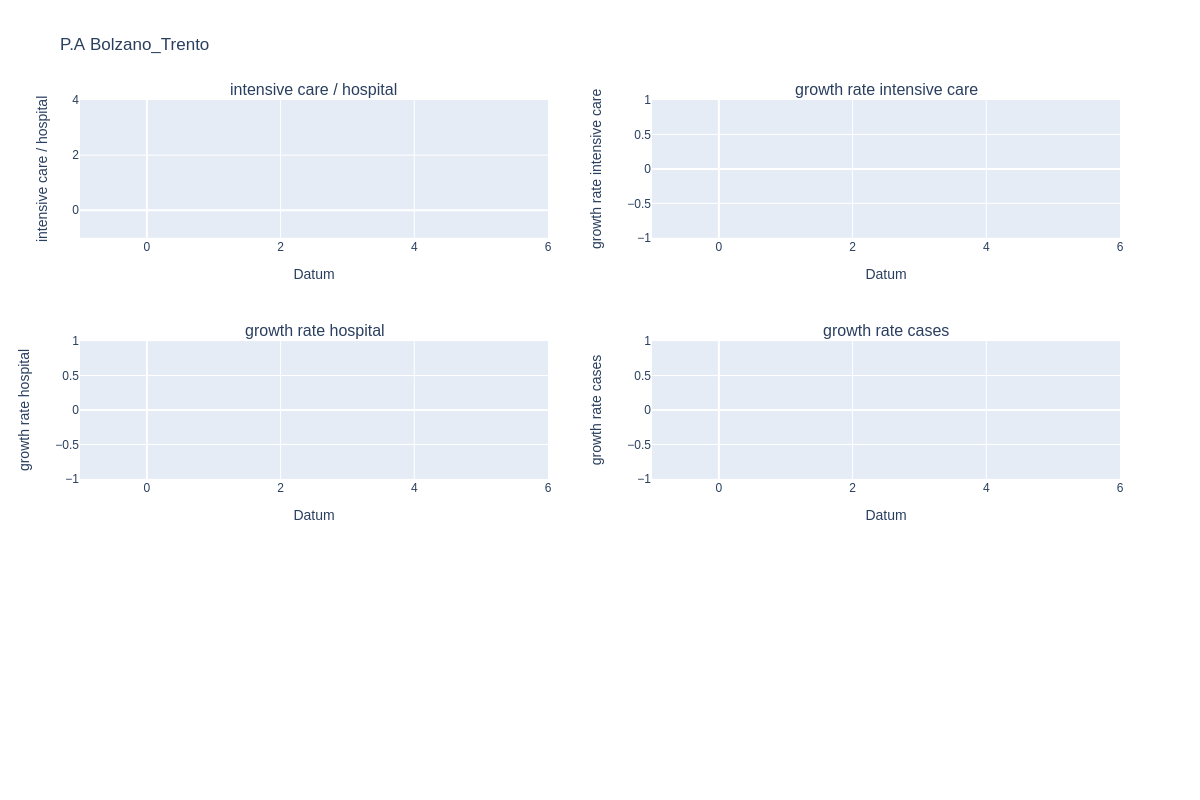 P.A Bolzano_Trento
intensive care / hospital
intensive care / hospital
4
2
0
0 2 4 6
Datum
growth rate intensive care
growth rate intensive care
1
0.5
0
−0.5
−1
0 2 4 6
Datum
growth rate hospital
growth rate hospital
1
0.5
0
−0.5
−1
0 2 4 6
Datum
growth rate cases
growth rate cases
1
0.5
0
−0.5
−1
0 2 4 6
Datum